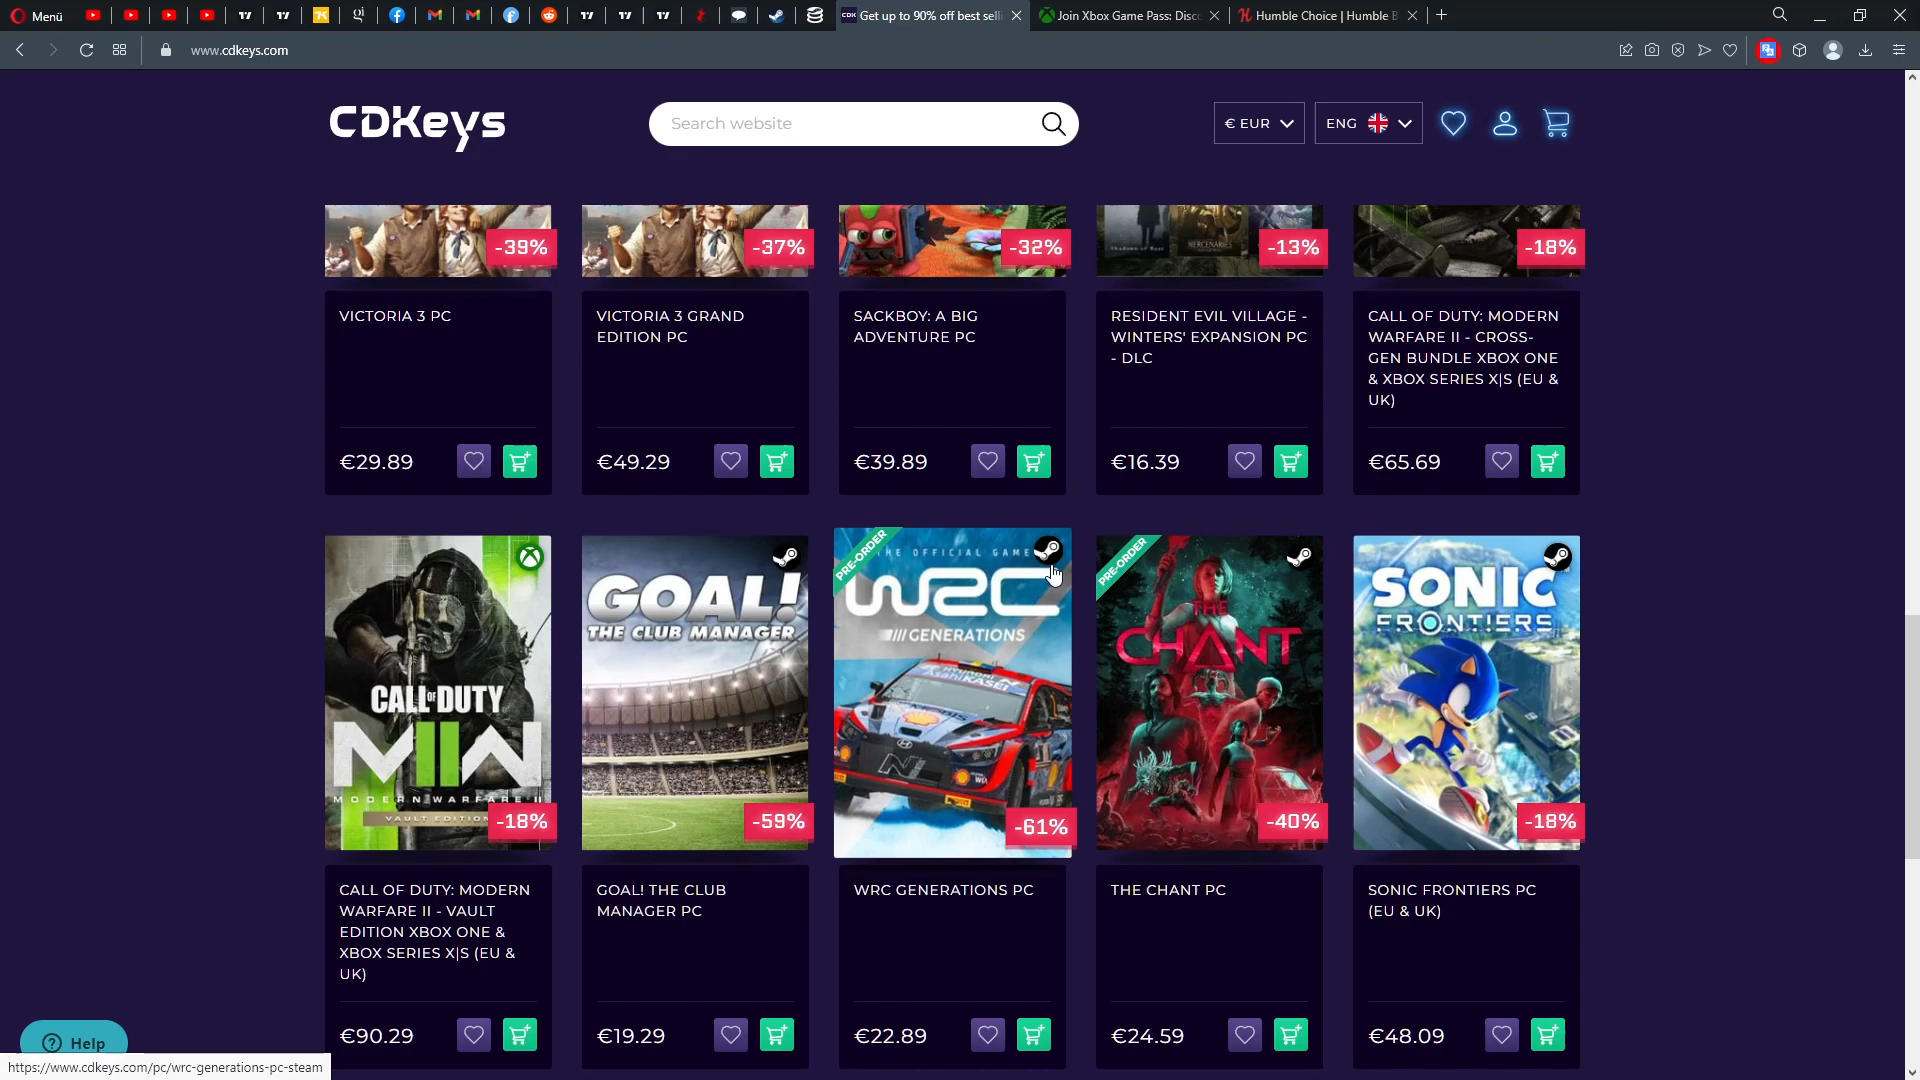 Menü
Get up to 90% off best sell
Join Xbox Game Pass: Disc
Humble Choice | Humble B
www.cdkeys.com
CDKeys
Search website
€ EUR
ENG
-39%
-37%
-32%
-13%
-18%
VICTORIA 3 PC
VICTORIA 3 GRAND
EDITION PC
SACKBOY: A BIG
ADVENTURE PC
RESIDENT EVIL VILLAGE -
WINTERS' EXPANSION PC
- DLC
CALL OF DUTY: MODERN
WARFARE II - CROSS-
GEN BUNDLE XBOX ONE
& XBOX SERIES X|S (EU &
UK)
€29.89
€49.29
€39.89
€16.39
€65.69
CALL OF DUTY
MWII
MODERN WARFARE II
VAULT EDITION
-18%
GOAL!
THE CLUB MANAGER
-59%
PRE-ORDER
THE OFFICIAL GAME
WRC
GENERATIONS
HYUNDAI
AsahiKASEI
-61%
PRE-ORDER
THE
CHANT
-40%
SONIC
FRONTIERS
-18%
CALL OF DUTY: MODERN
WARFARE II - VAULT
EDITION XBOX ONE &
XBOX SERIES X|S (EU &
UK)
GOAL! THE CLUB
MANAGER PC
WRC GENERATIONS PC
THE CHANT PC
SONIC FRONTIERS PC
(EU & UK)
€90.29
€19.29
€22.89
€24.59
€48.09
Help
https://www.cdkeys.com/pc/wrc-generations-pc-steam